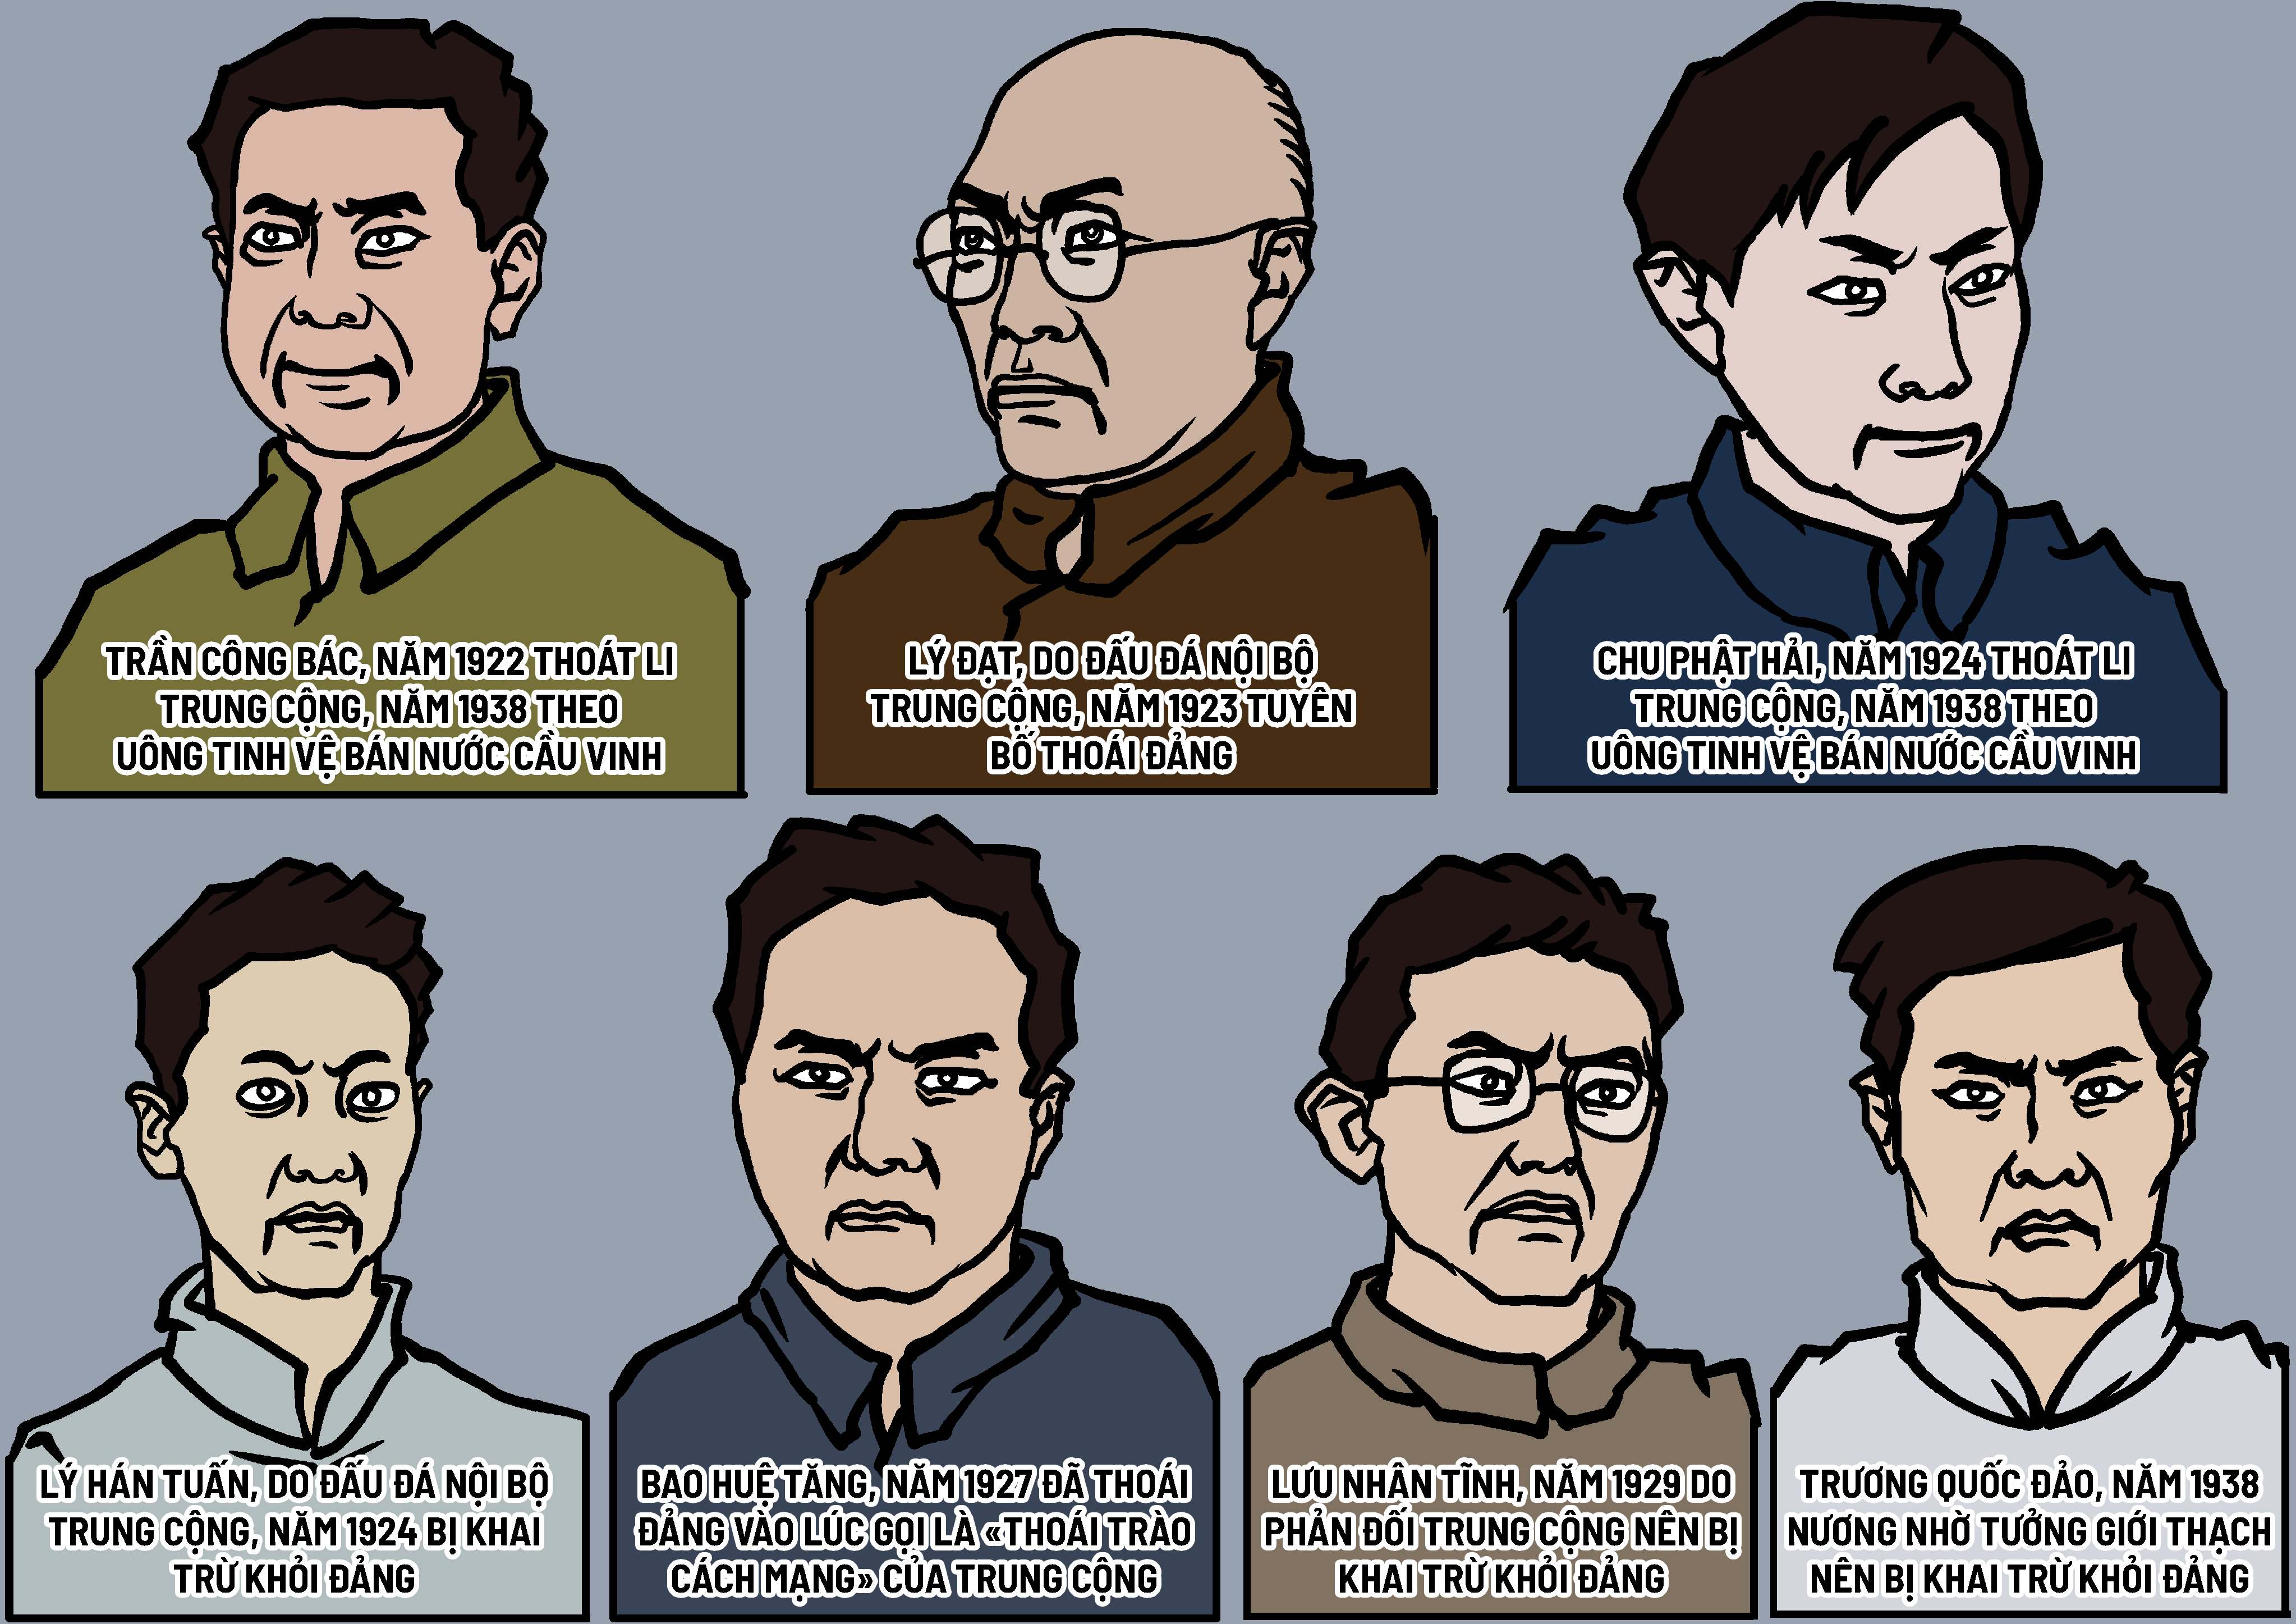 TRẦN CÔNG BÁC, NĂM 1922 THOÁT LI
TRUNG CỘNG, NĂM 1938 THEO
UÔNG TINH VỆ BÁN NƯỚC CẦU VINH
LÝ ĐẠT, DO ĐẤU ĐÁ NỘI BỘ
TRUNG CỘNG, NĂM 1923 TUYÊN
BỐ THOÁI ĐẢNG
CHU PHẬT HẢI, NĂM 1924 THOÁT LI
TRUNG CỘNG, NĂM 1938 THEO
UÔNG TINH VỆ BÁN NƯỚC CẦU VINH
LÝ HÁN TUẤN, DO ĐẤU ĐÁ NỘI BỘ
TRUNG CỘNG, NĂM 1924 BỊ KHAI
TRỪ KHỎI ĐẢNG
BAO HUỆ TĂNG, NĂM 1927 ĐÃ THOÁI
ĐẢNG VÀO LÚC GỌI LÀ «THOÁI TRÀO
CÁCH MẠNG» CỦA TRUNG CỘNG
LƯU NHÂN TĨNH, NĂM 1929 DO
PHẢN ĐỐI TRUNG CỘNG NÊN BỊ
KHAI TRỪ KHỎI ĐẢNG
TRƯƠNG QUỐC ĐẢO, NĂM 1938
NƯƠNG NHỜ TƯỞNG GIỚI THẠCH
NÊN BỊ KHAI TRỪ KHỎI ĐẢNG